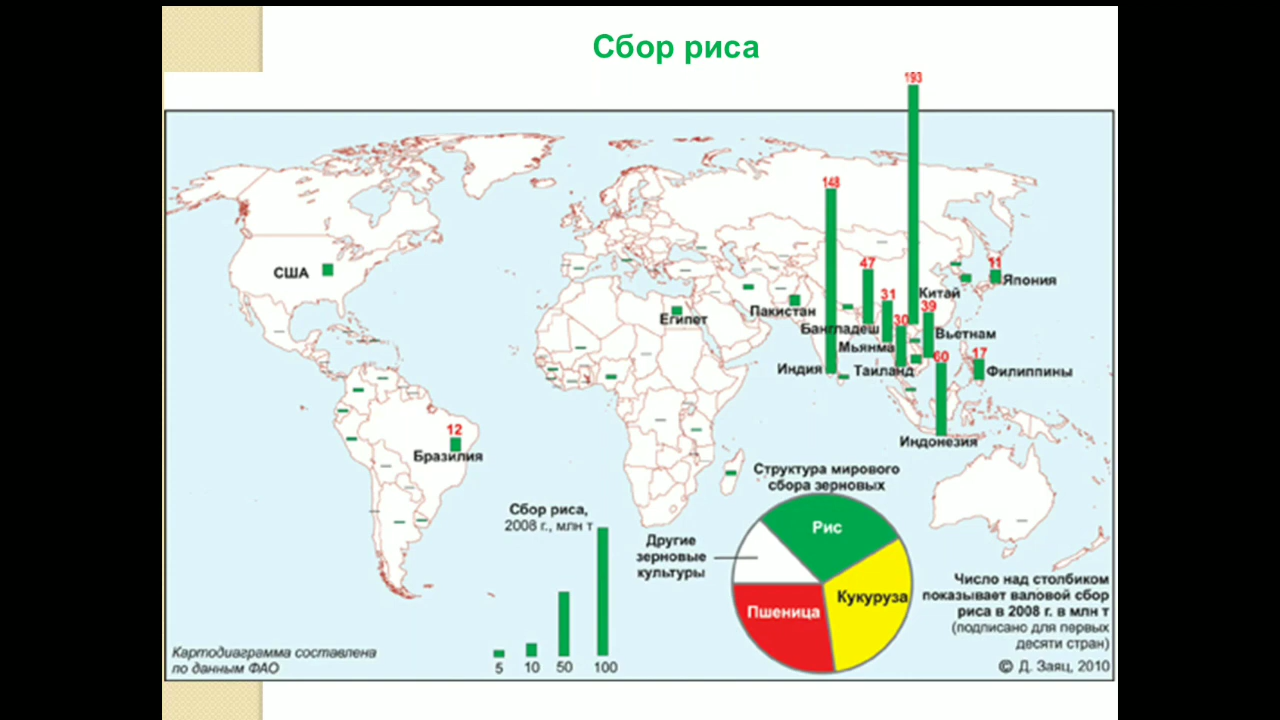 Сбор риса
193
148
47
11
США
Япония
Китай
31
39
Пакистан
Египет
30
Бангладеш
Вьетнам
Мьянма
60
17
Индия
Таиланд
Филиппины
12
Индонезия
Бразилия
Структура мирового
сбора зерновых
Сбор риса,
2008 г., млн т
Рис
Другие
зерновые
культуры
Кукуруза
Пшеница
Число над столбиком
показывает валовой сбор
риса в 2008 г. в млн т
(подписано для первых
десяти стран)
5
10
50
100
Картодиаграмма составлена
по данным ФАО
© Д. Заяц, 2010